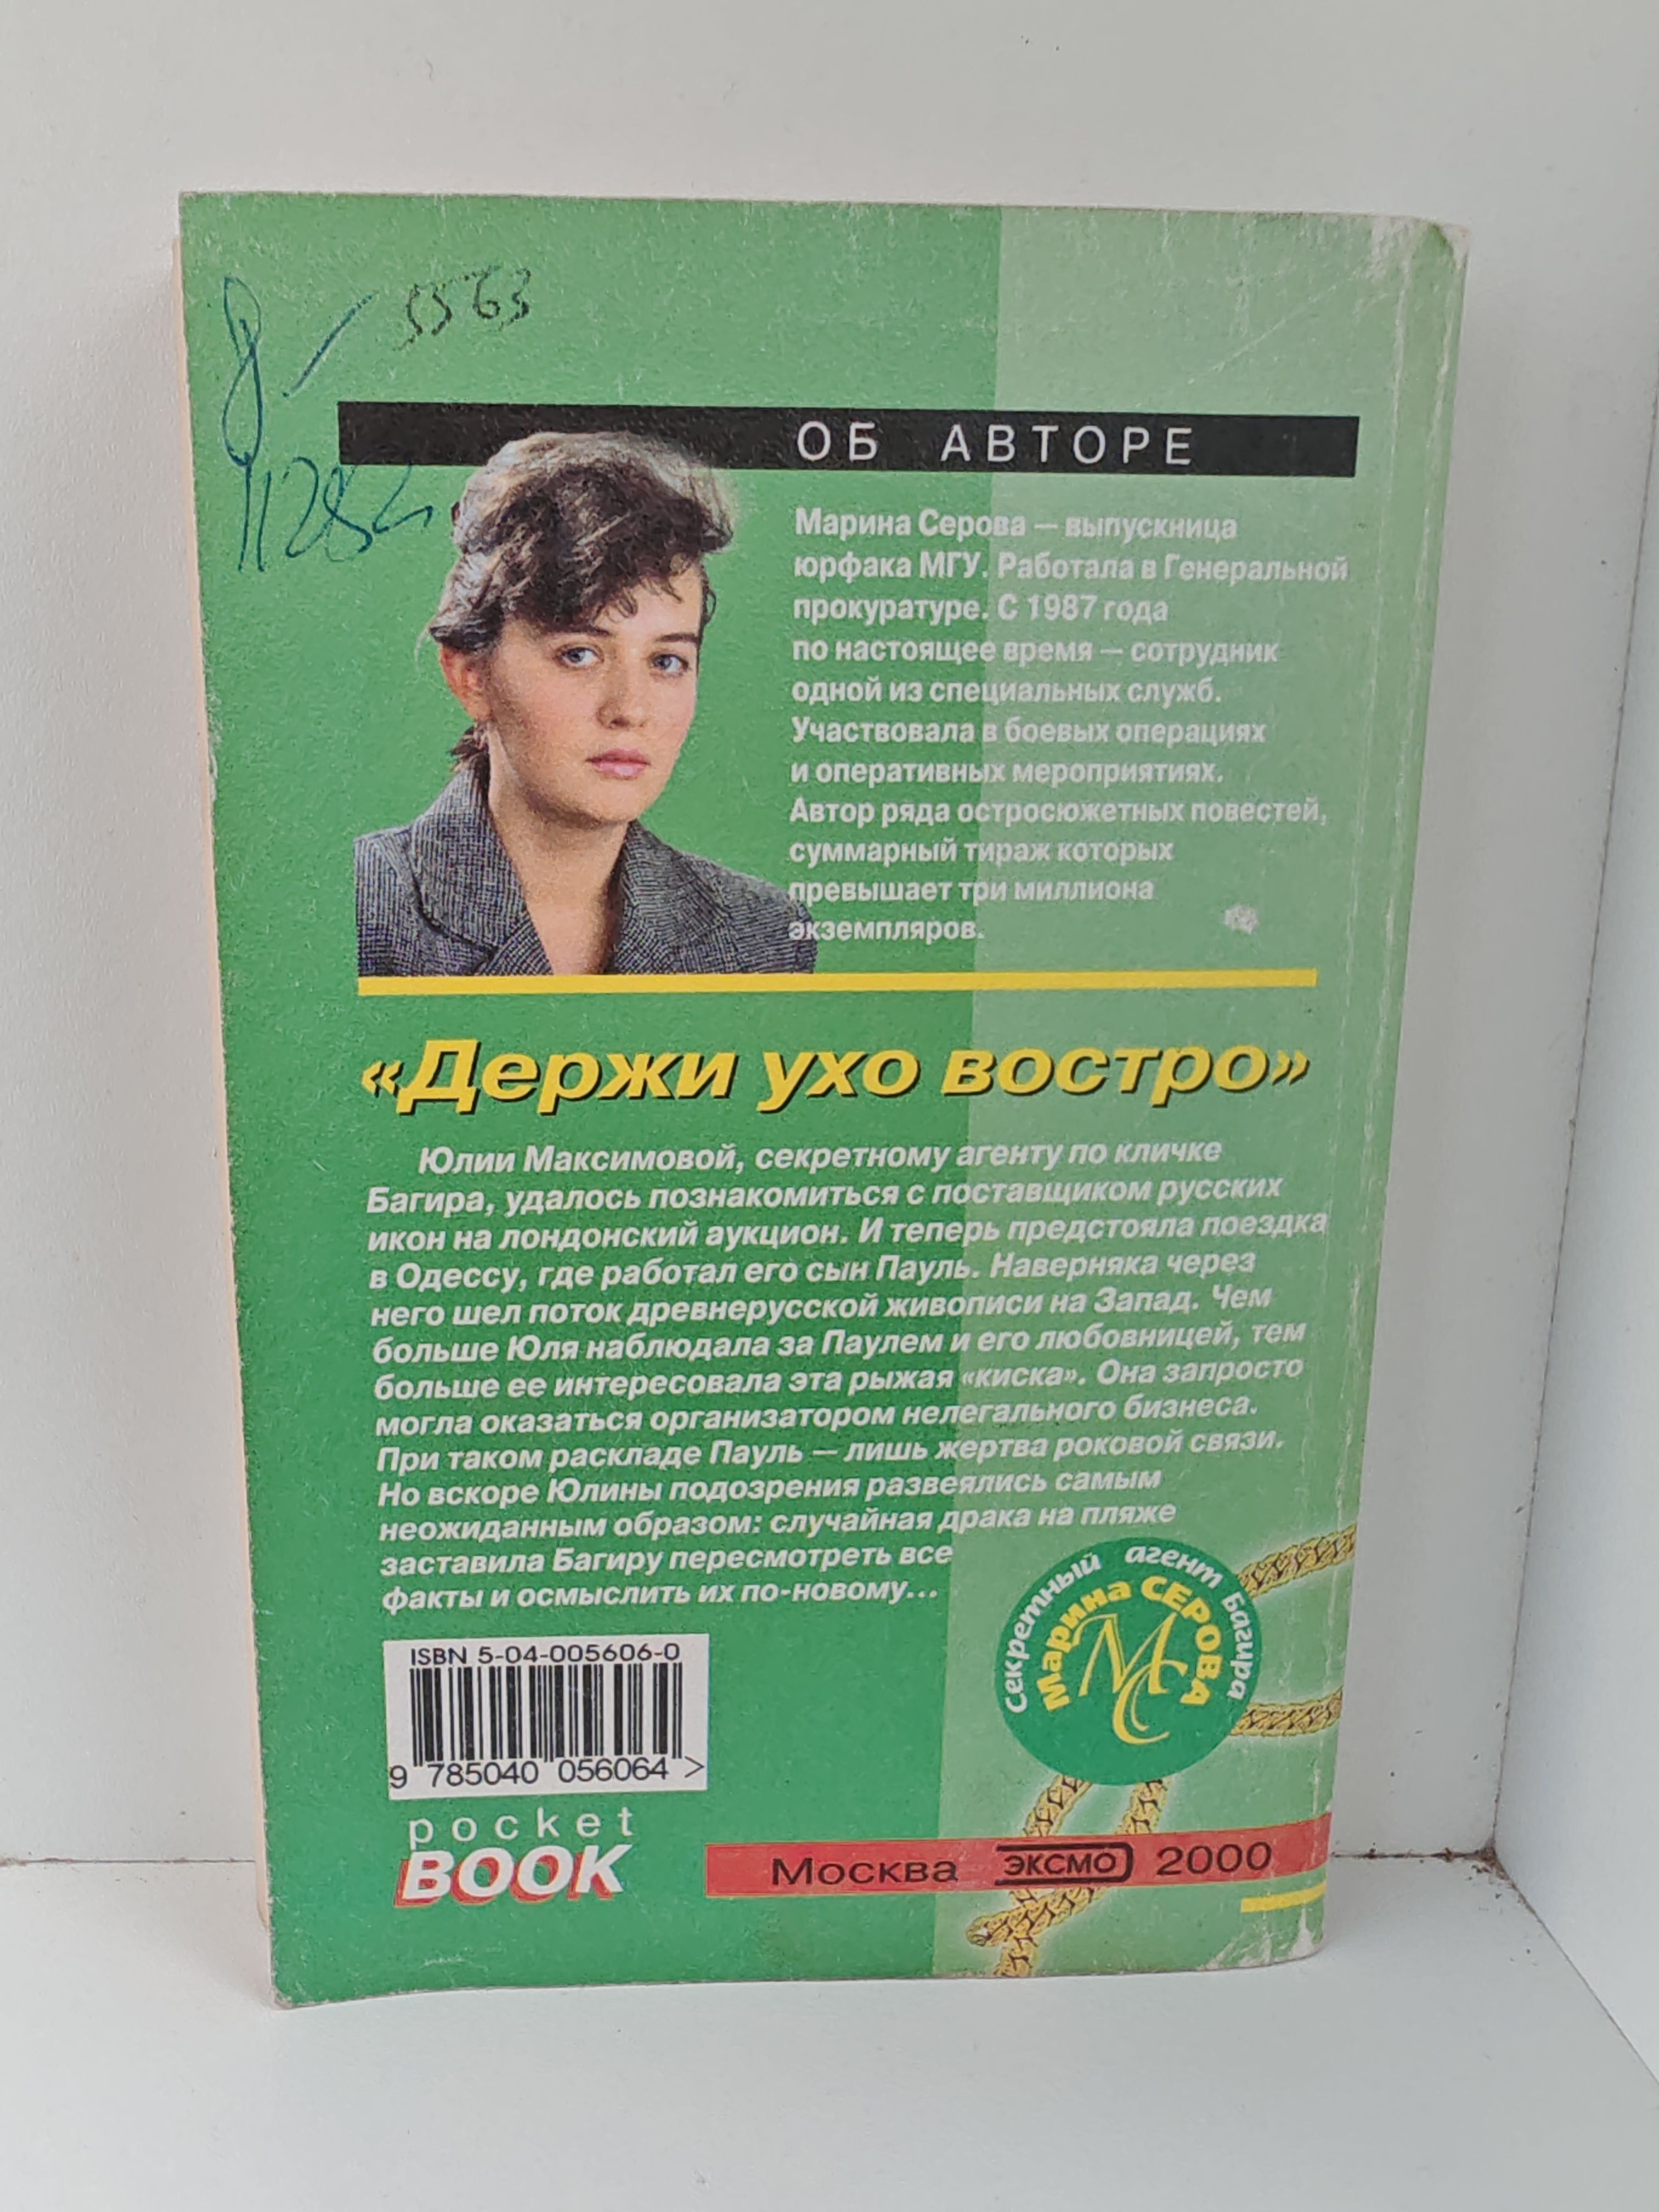 5563
11282
ОБ АВТОРЕ
Марина Серова — выпускница
юрфака МГУ. Работала в Генеральной
прокуратуре. С 1987 года
по настоящее время — сотрудник
одной из специальных служб.
Участвовала в боевых операциях
и оперативных мероприятиях.
Автор ряда остросюжетных повестей,
суммарный тираж которых
превышает три миллиона
экземпляров.
«Держи ухо востро»
Юлии Максимовой, секретному агенту по кличке
Багира, удалось познакомиться с поставщиком русских
икон на лондонский аукцион. И теперь предстояла поездка
в Одессу, где работал его сын Пауль. Наверняка через
него шел поток древнерусской живописи на Запад. Чем
больше Юля наблюдала за Паулем и его любовницей, тем
больше ее интересовала эта рыжая «киска». Она запросто
могла оказаться организатором нелегального бизнеса.
При таком раскладе Пауль — лишь жертва роковой связи.
Но вскоре Юлины подозрения развеялись самым
неожиданным образом: случайная драка на пляже
заставила Багиру пересмотреть все
факты и осмыслить их по-новому...
Секретный агент Багира
Марина СЕРОВА
МС
ISBN 5-04-005606-0
9 785040 056064 >
pocket
BOOK
Москва ЭКСМО 2000